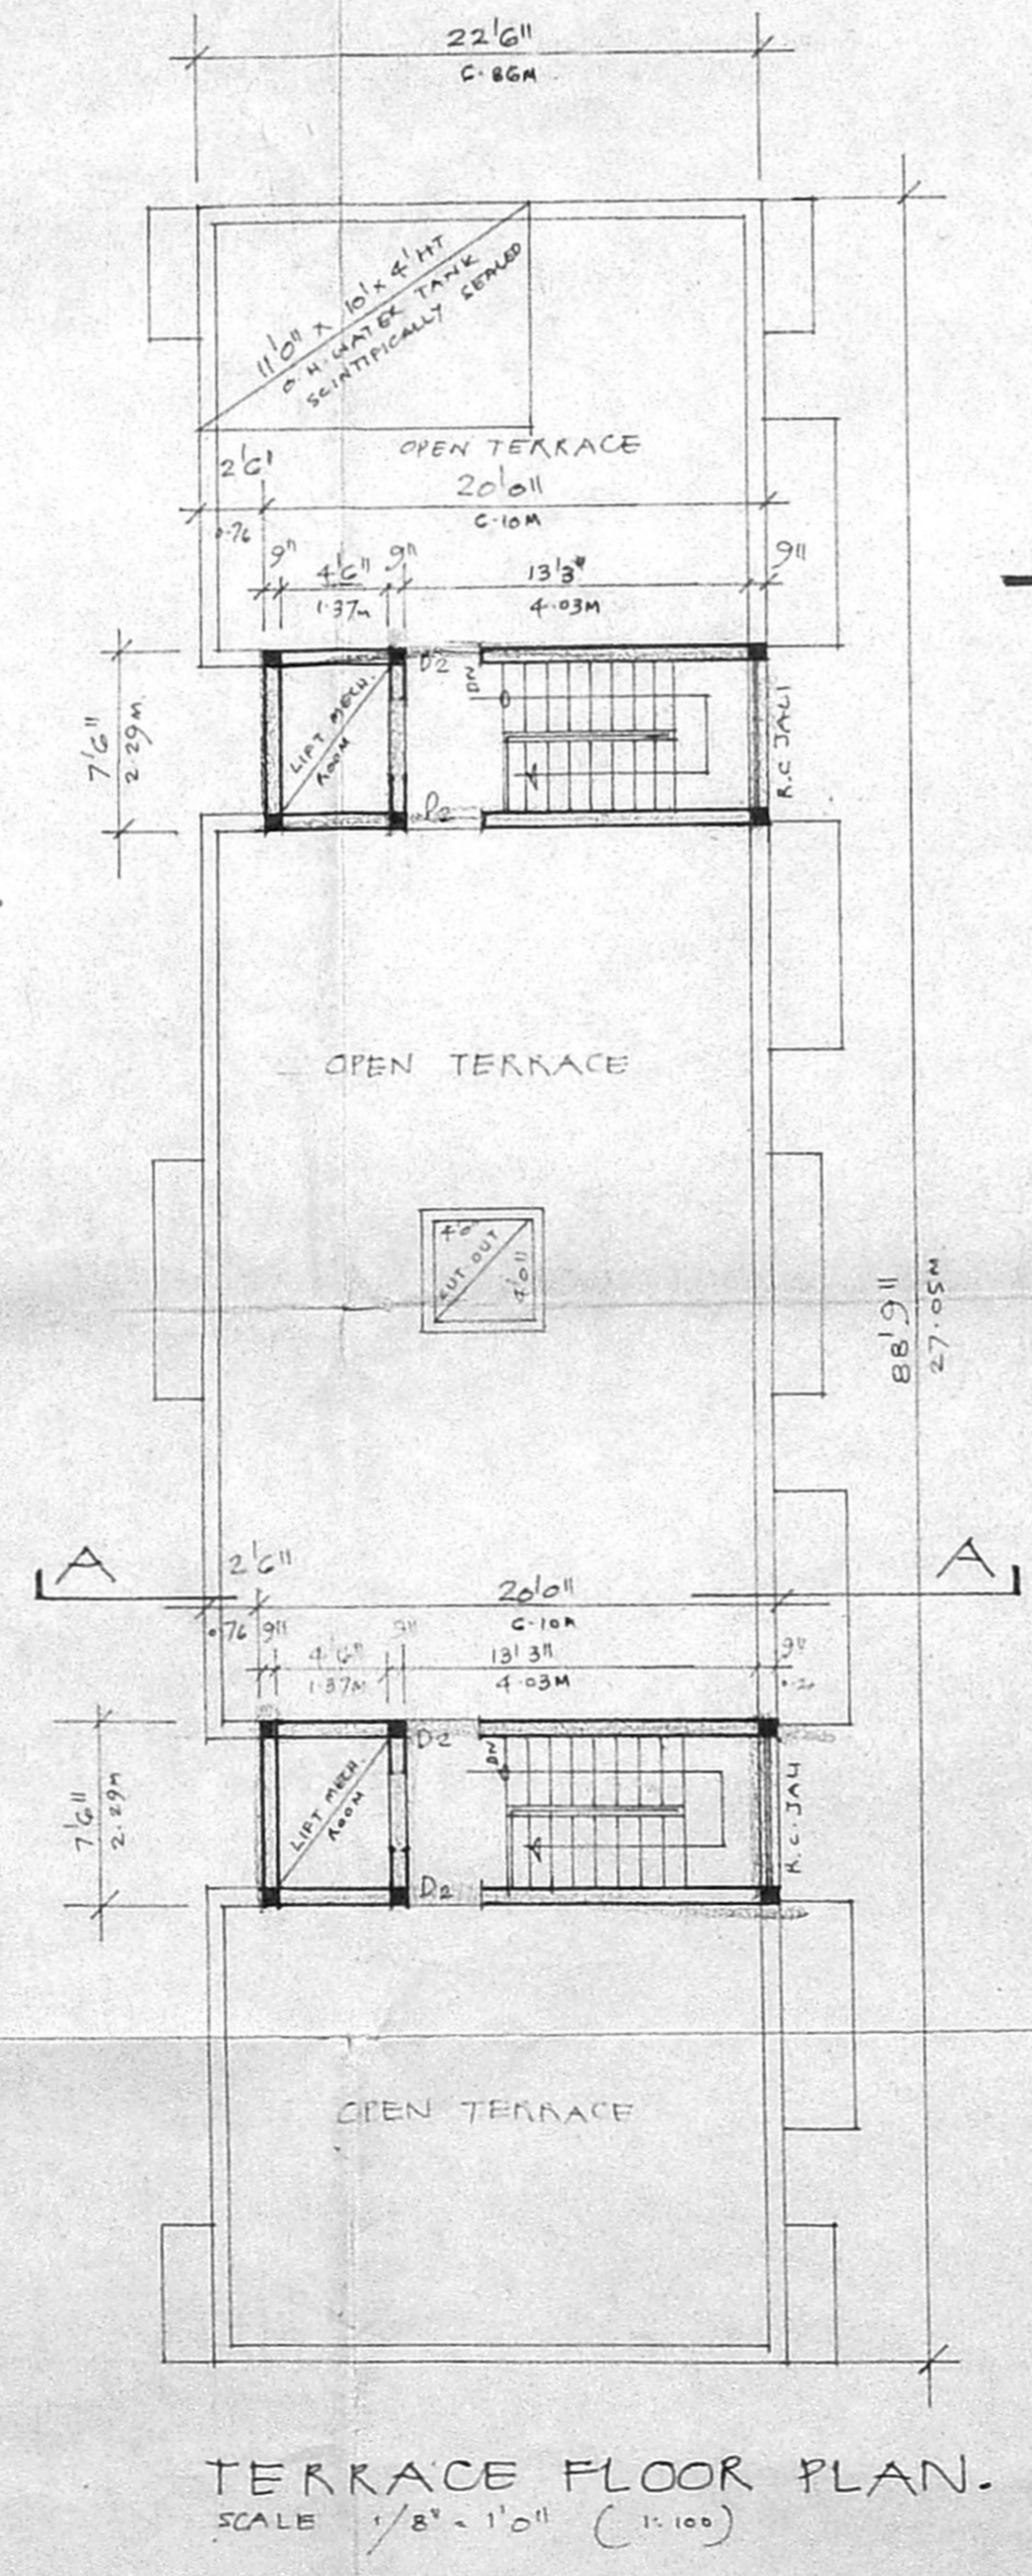 22'6"
6.86M
11'0" X 10' X 4' HT
O.H. WATER TANK
SCINTIFICALLY SEALED
OPEN TERRACE
2'6"
20'0"
0.76
6.10M
9"
4'6"
9"
13'3"
9"
1.37M
4.03M
D2
DN
7'6"
2.29M
LIFT MECH.
ROOM
R.C JALI
D2
OPEN TERRACE
4'0"
CUT OUT
4'0"
88'9"
27.05M
A
A
2'6"
20'0"
0.76
6.10M
9"
4'6"
9"
13'3"
9"
1.37M
4.03M
D2
DN
7'6"
2.29M
LIFT MECH.
ROOM
R.C. JALI
D2
OPEN TERRACE
TERRACE FLOOR PLAN.
SCALE 1/8" = 1'0" (1:100)